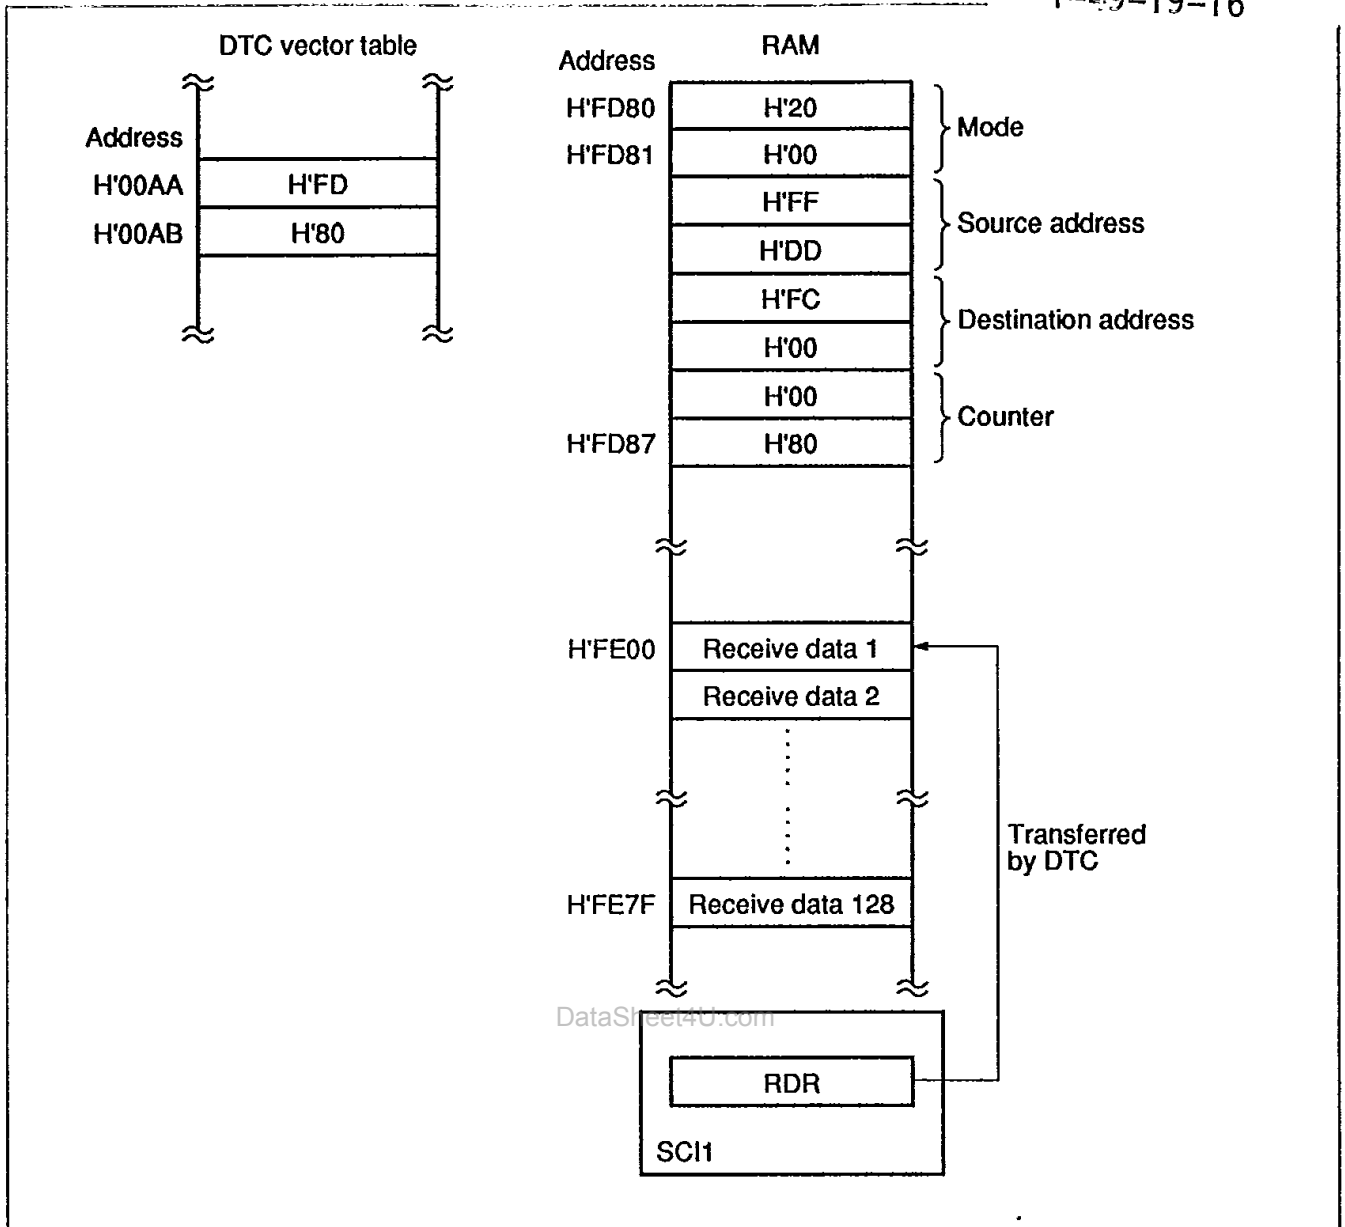 DTC vector table
Address
H'00AA H'FD
H'00AB H'80
RAM
Address
H'FD80 H'20
H'FD81 H'00
Mode
H'FF
H'DD
Source address
H'FC
H'00
Destination address
H'00
H'FD87 H'80
Counter
H'FE00 Receive data 1
Receive data 2
H'FE7F Receive data 128
Transferred
by DTC
DataSheet4U.com
RDR
SCI1